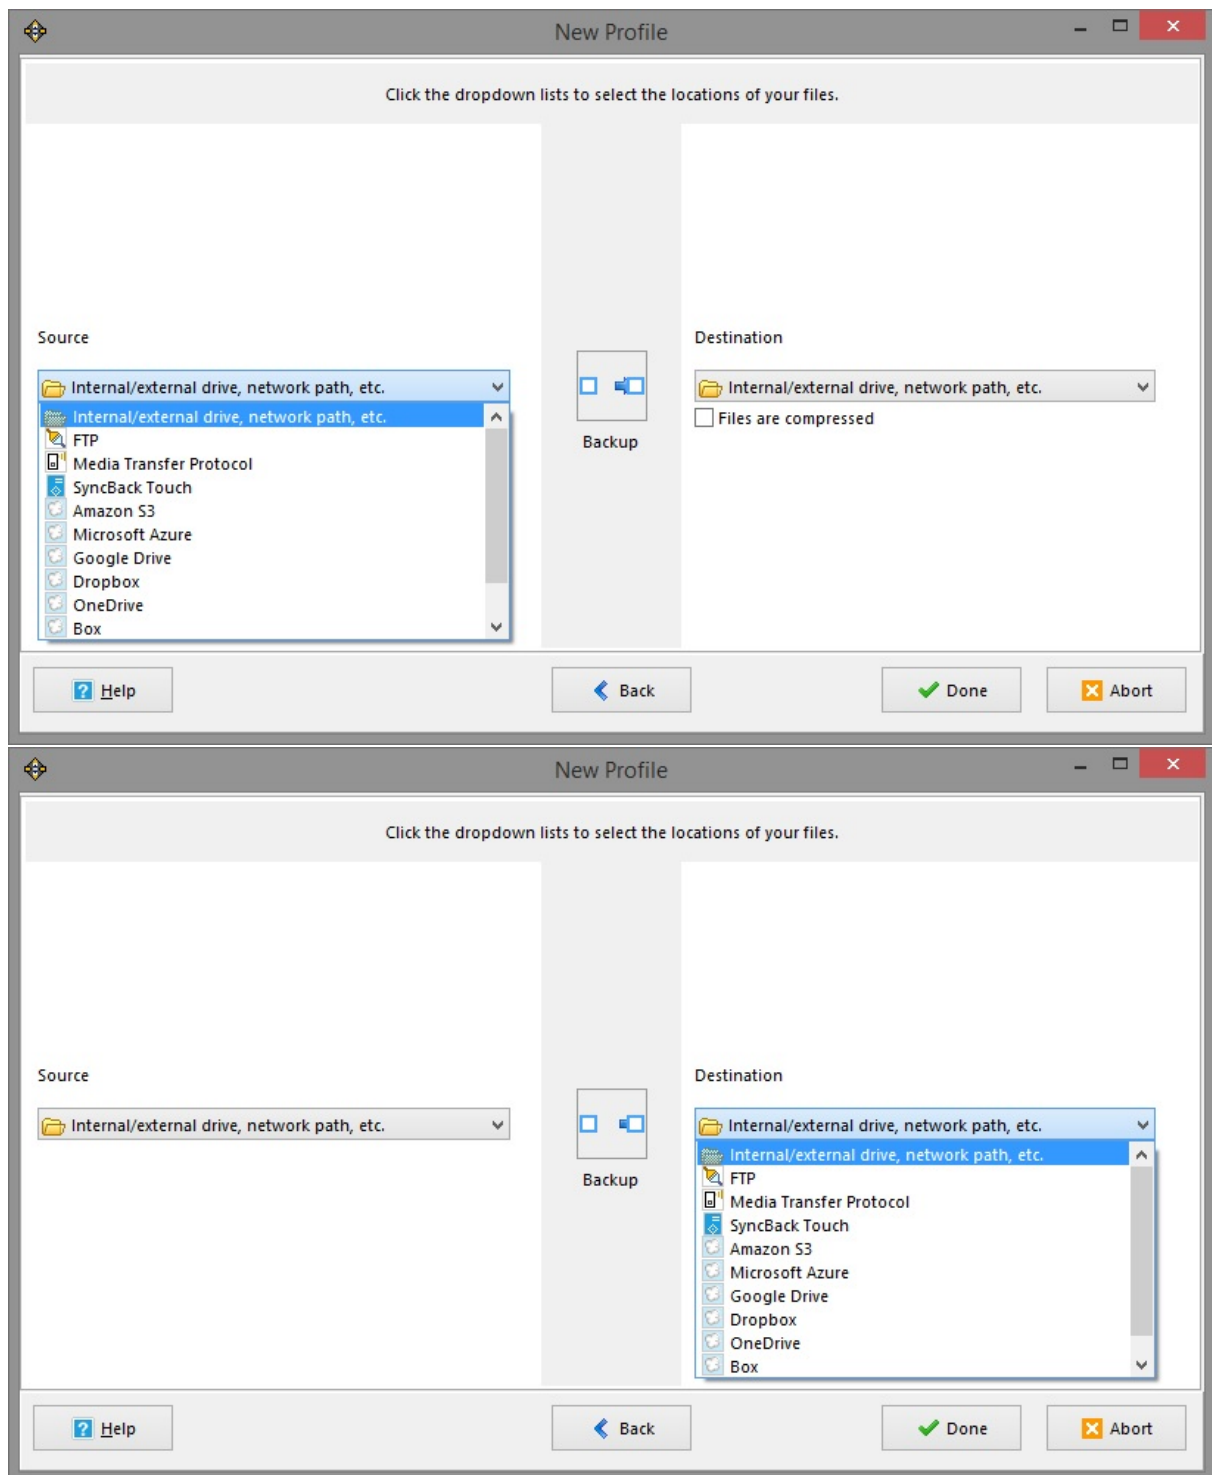 New Profile
Click the dropdown lists to select the locations of your files.
Source
Internal/external drive, network path, etc.
Internal/external drive, network path, etc.
FTP
Media Transfer Protocol
SyncBack Touch
Amazon S3
Microsoft Azure
Google Drive
Dropbox
OneDrive
Box
Backup
Destination
Internal/external drive, network path, etc.
Files are compressed
Help
Back
Done
Abort
New Profile
Click the dropdown lists to select the locations of your files.
Source
Internal/external drive, network path, etc.
Backup
Destination
Internal/external drive, network path, etc.
Internal/external drive, network path, etc.
FTP
Media Transfer Protocol
SyncBack Touch
Amazon S3
Microsoft Azure
Google Drive
Dropbox
OneDrive
Box
Help
Back
Done
Abort